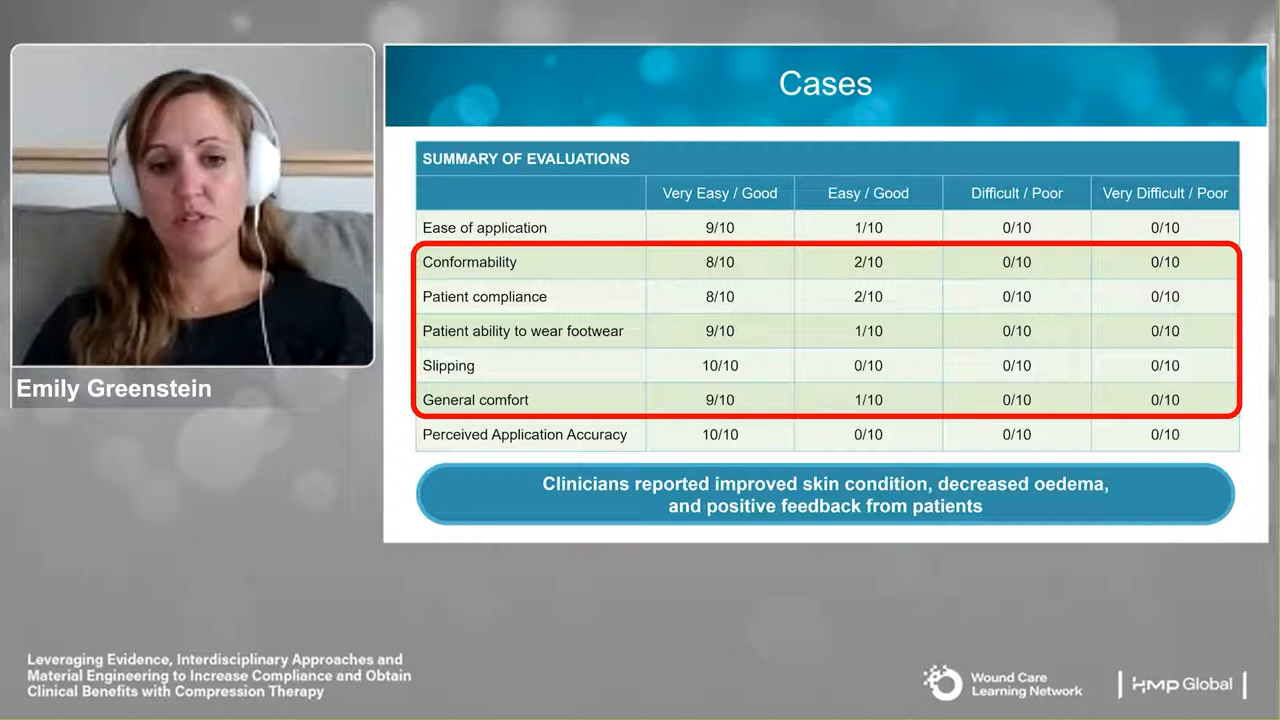 Cases
SUMMARY OF EVALUATIONS
Very Easy / Good Easy / Good Difficult / Poor Very Difficult / Poor
Ease of application 9/10 1/10 0/10 0/10
Conformability 8/10 2/10 0/10 0/10
Patient compliance 8/10 2/10 0/10 0/10
Patient ability to wear footwear 9/10 1/10 0/10 0/10
Slipping 10/10 0/10 0/10 0/10
General comfort 9/10 1/10 0/10 0/10
Perceived Application Accuracy 10/10 0/10 0/10 0/10
Clinicians reported improved skin condition, decreased oedema,
and positive feedback from patients
Emily Greenstein
Leveraging Evidence, Interdisciplinary Approaches and
Material Engineering to Increase Compliance and Obtain
Clinical Benefits with Compression Therapy
Wound Care
Learning Network
HMP Global